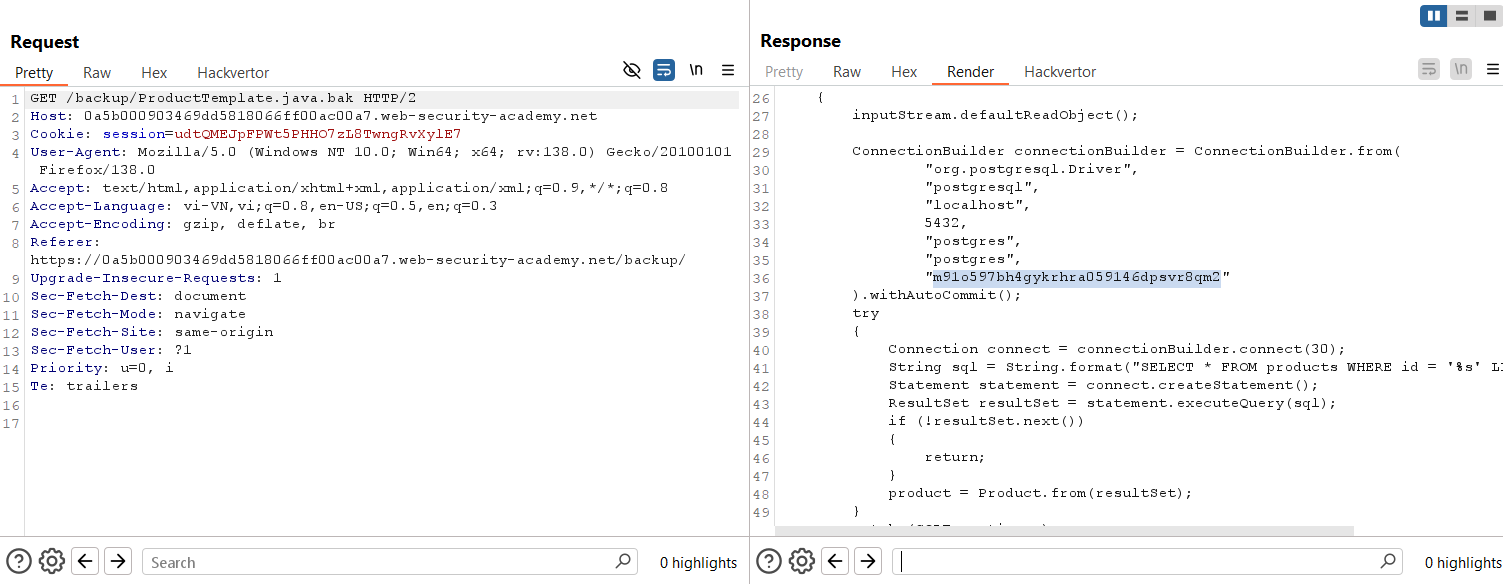 Request
Pretty Raw Hex Hackvertor \n
1 GET /backup/ProductTemplate.java.bak HTTP/2
2 Host: 0a5b000903469dd5818066ff00ac00a7.web-security-academy.net
3 Cookie: session=udtQMEJpFPWt5PHHO7zL8TwngRvXylE7
4 User-Agent: Mozilla/5.0 (Windows NT 10.0; Win64; x64; rv:138.0) Gecko/20100101
Firefox/138.0
5 Accept: text/html,application/xhtml+xml,application/xml;q=0.9,*/*;q=0.8
6 Accept-Language: vi-VN,vi;q=0.8,en-US;q=0.5,en;q=0.3
7 Accept-Encoding: gzip, deflate, br
8 Referer:
https://0a5b000903469dd5818066ff00ac00a7.web-security-academy.net/backup/
9 Upgrade-Insecure-Requests: 1
10 Sec-Fetch-Dest: document
11 Sec-Fetch-Mode: navigate
12 Sec-Fetch-Site: same-origin
13 Sec-Fetch-User: ?1
14 Priority: u=0, i
15 Te: trailers
16
17
Search
0 highlights
Response
Pretty Raw Hex Render Hackvertor \n
26 {
27 inputStream.defaultReadObject();
28
29 ConnectionBuilder connectionBuilder = ConnectionBuilder.from(
30 "org.postgresql.Driver",
31 "postgresql",
32 "localhost",
33 5432,
34 "postgres",
35 "postgres",
36 "m91o597bh4gykrhra059146dpsvr8qm2"
37 ).withAutoCommit();
38 try
39 {
40 Connection connect = connectionBuilder.connect(30);
41 String sql = String.format("SELECT * FROM products WHERE id = '%s' LI
42 Statement statement = connect.createStatement();
43 ResultSet resultSet = statement.executeQuery(sql);
44 if (!resultSet.next())
45 {
46 return;
47 }
48 product = Product.from(resultSet);
49 }
0 highlights